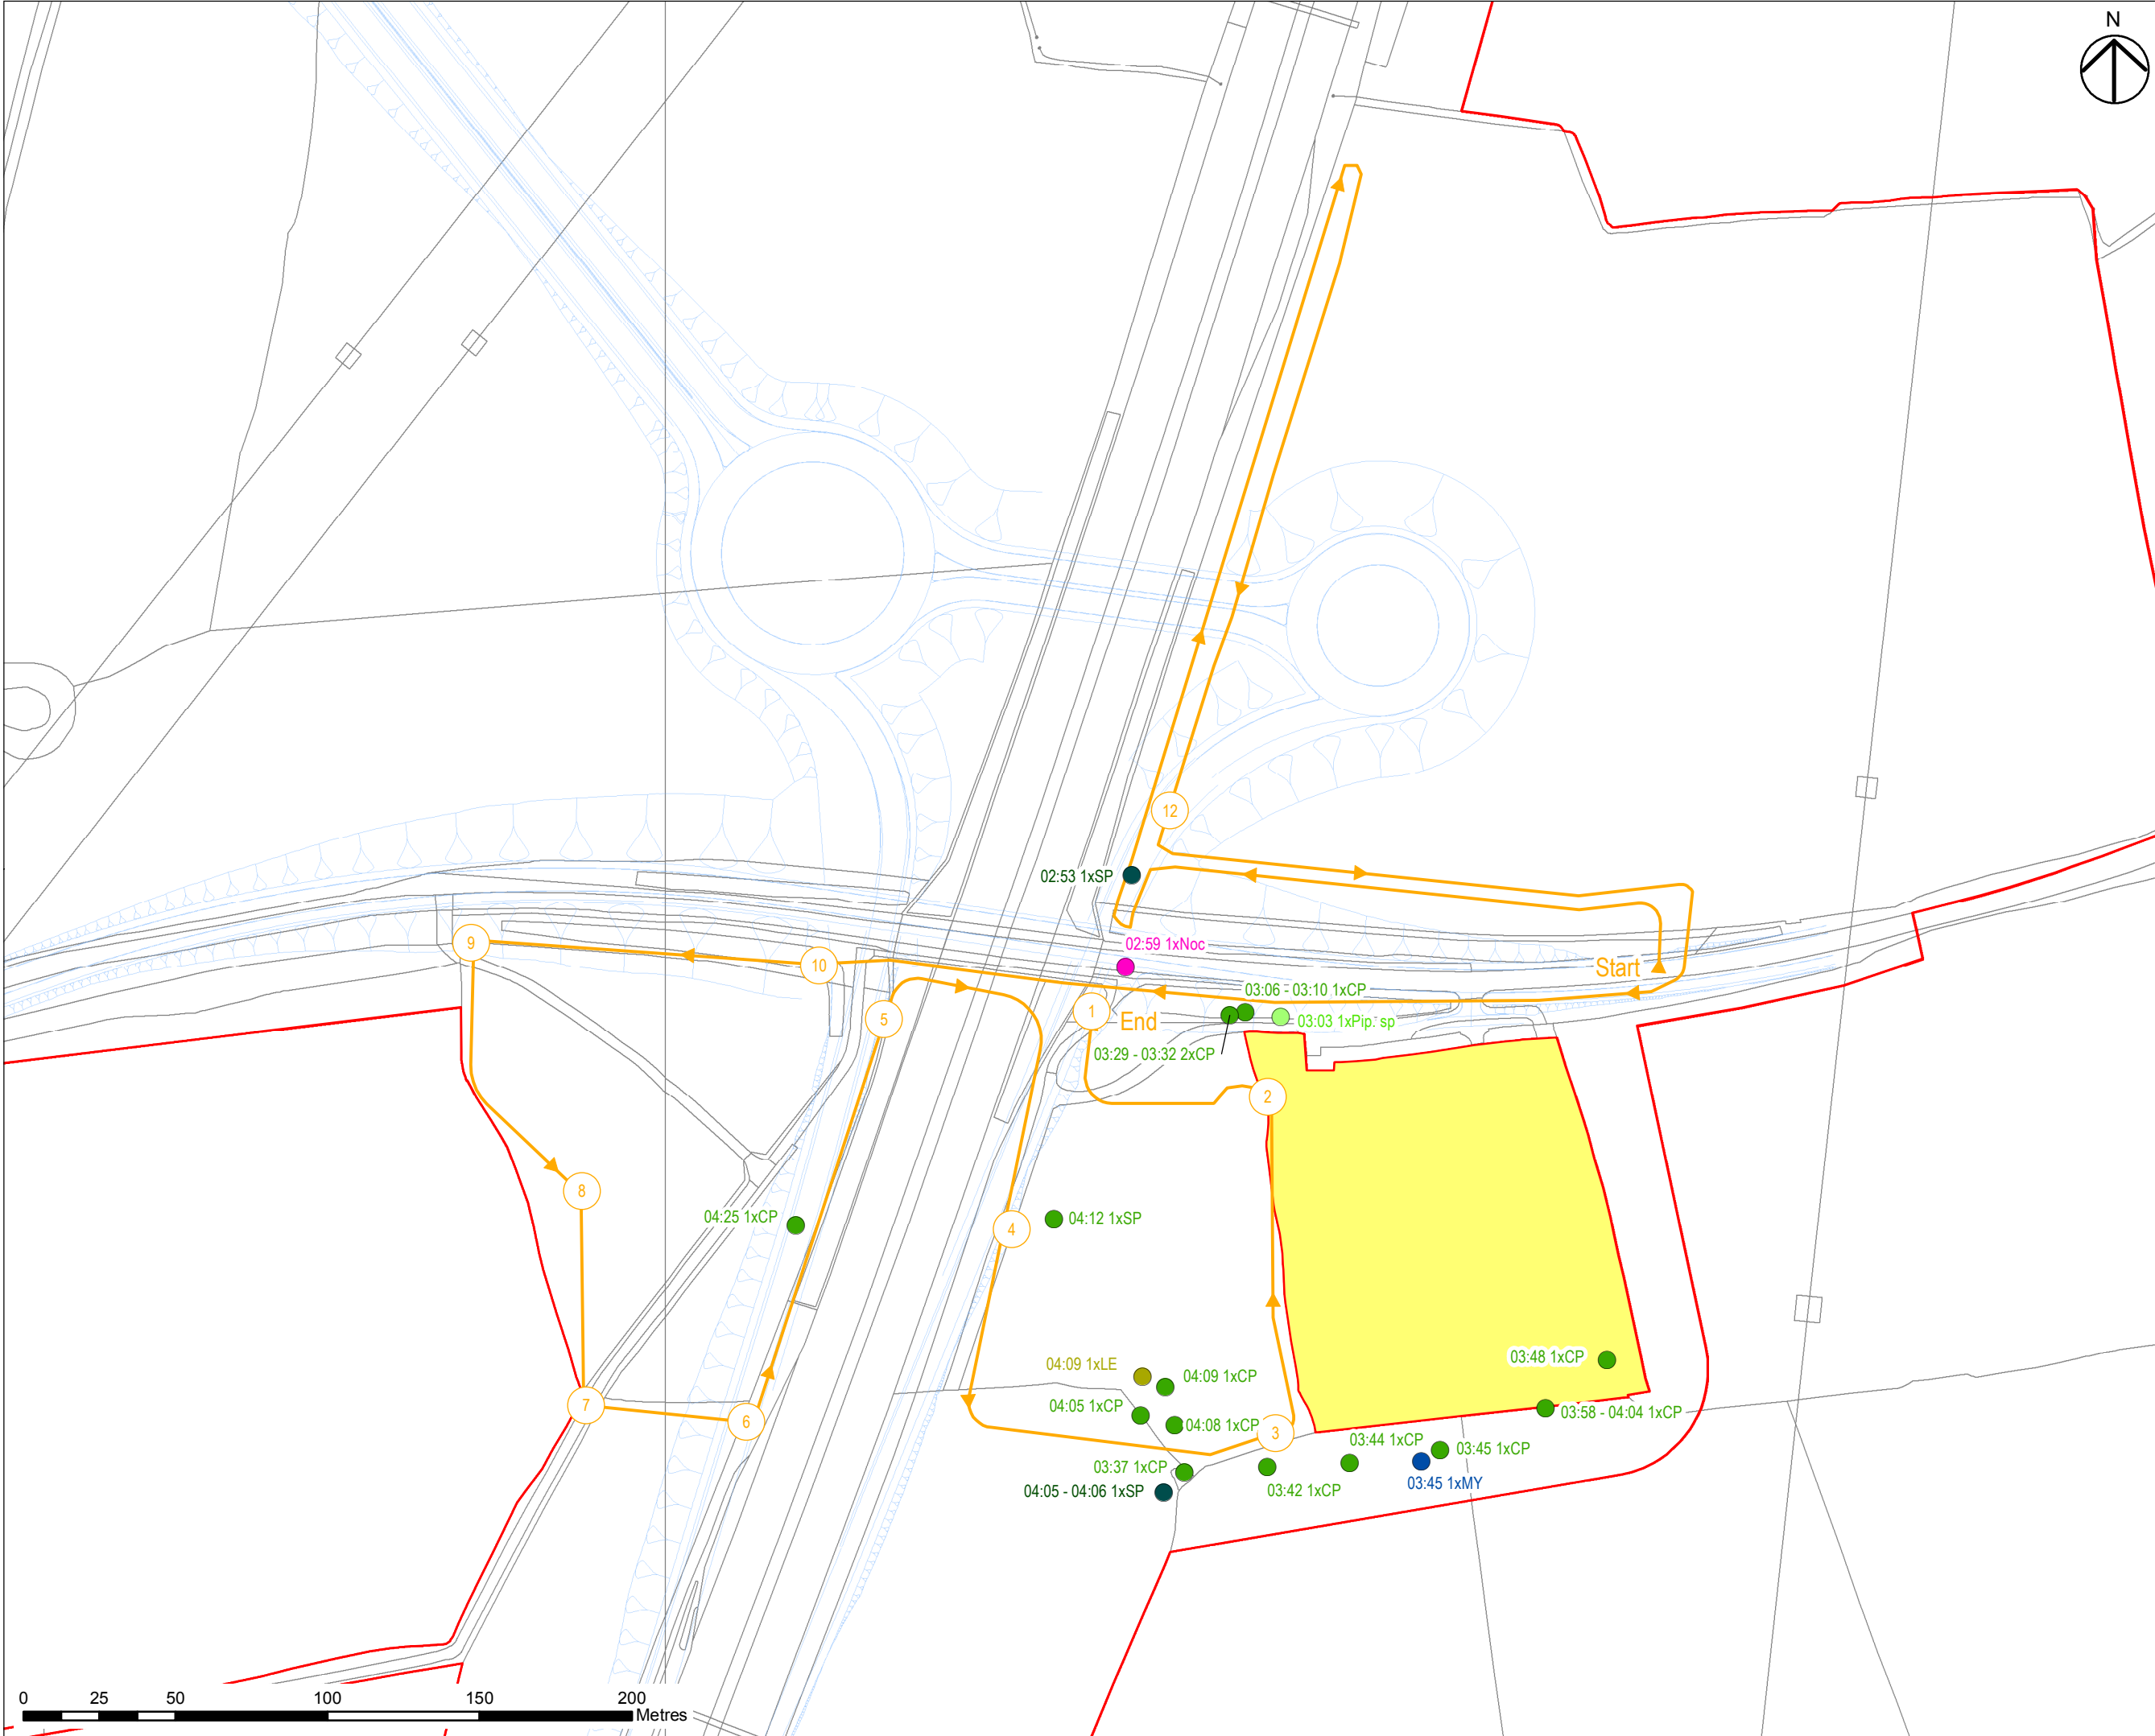 N
12
02:53 1xSP
02:59 1xNoc
9
10
Start
03:06 - 03:10 1xCP
1
End
5
03:03 1xPip. sp
03:29 - 03:32 2xCP
2
8
04:25 1xCP
4
04:12 1xSP
04:09 1xLE
04:09 1xCP
03:48 1xCP
04:05 1xCP
04:08 1xCP
03:58 - 04:04 1xCP
7
6
3
03:44 1xCP
03:45 1xCP
03:37 1xCP
03:45 1xMY
04:05 - 04:06 1xSP
03:42 1xCP
0 25 50 100 150 200
Metres